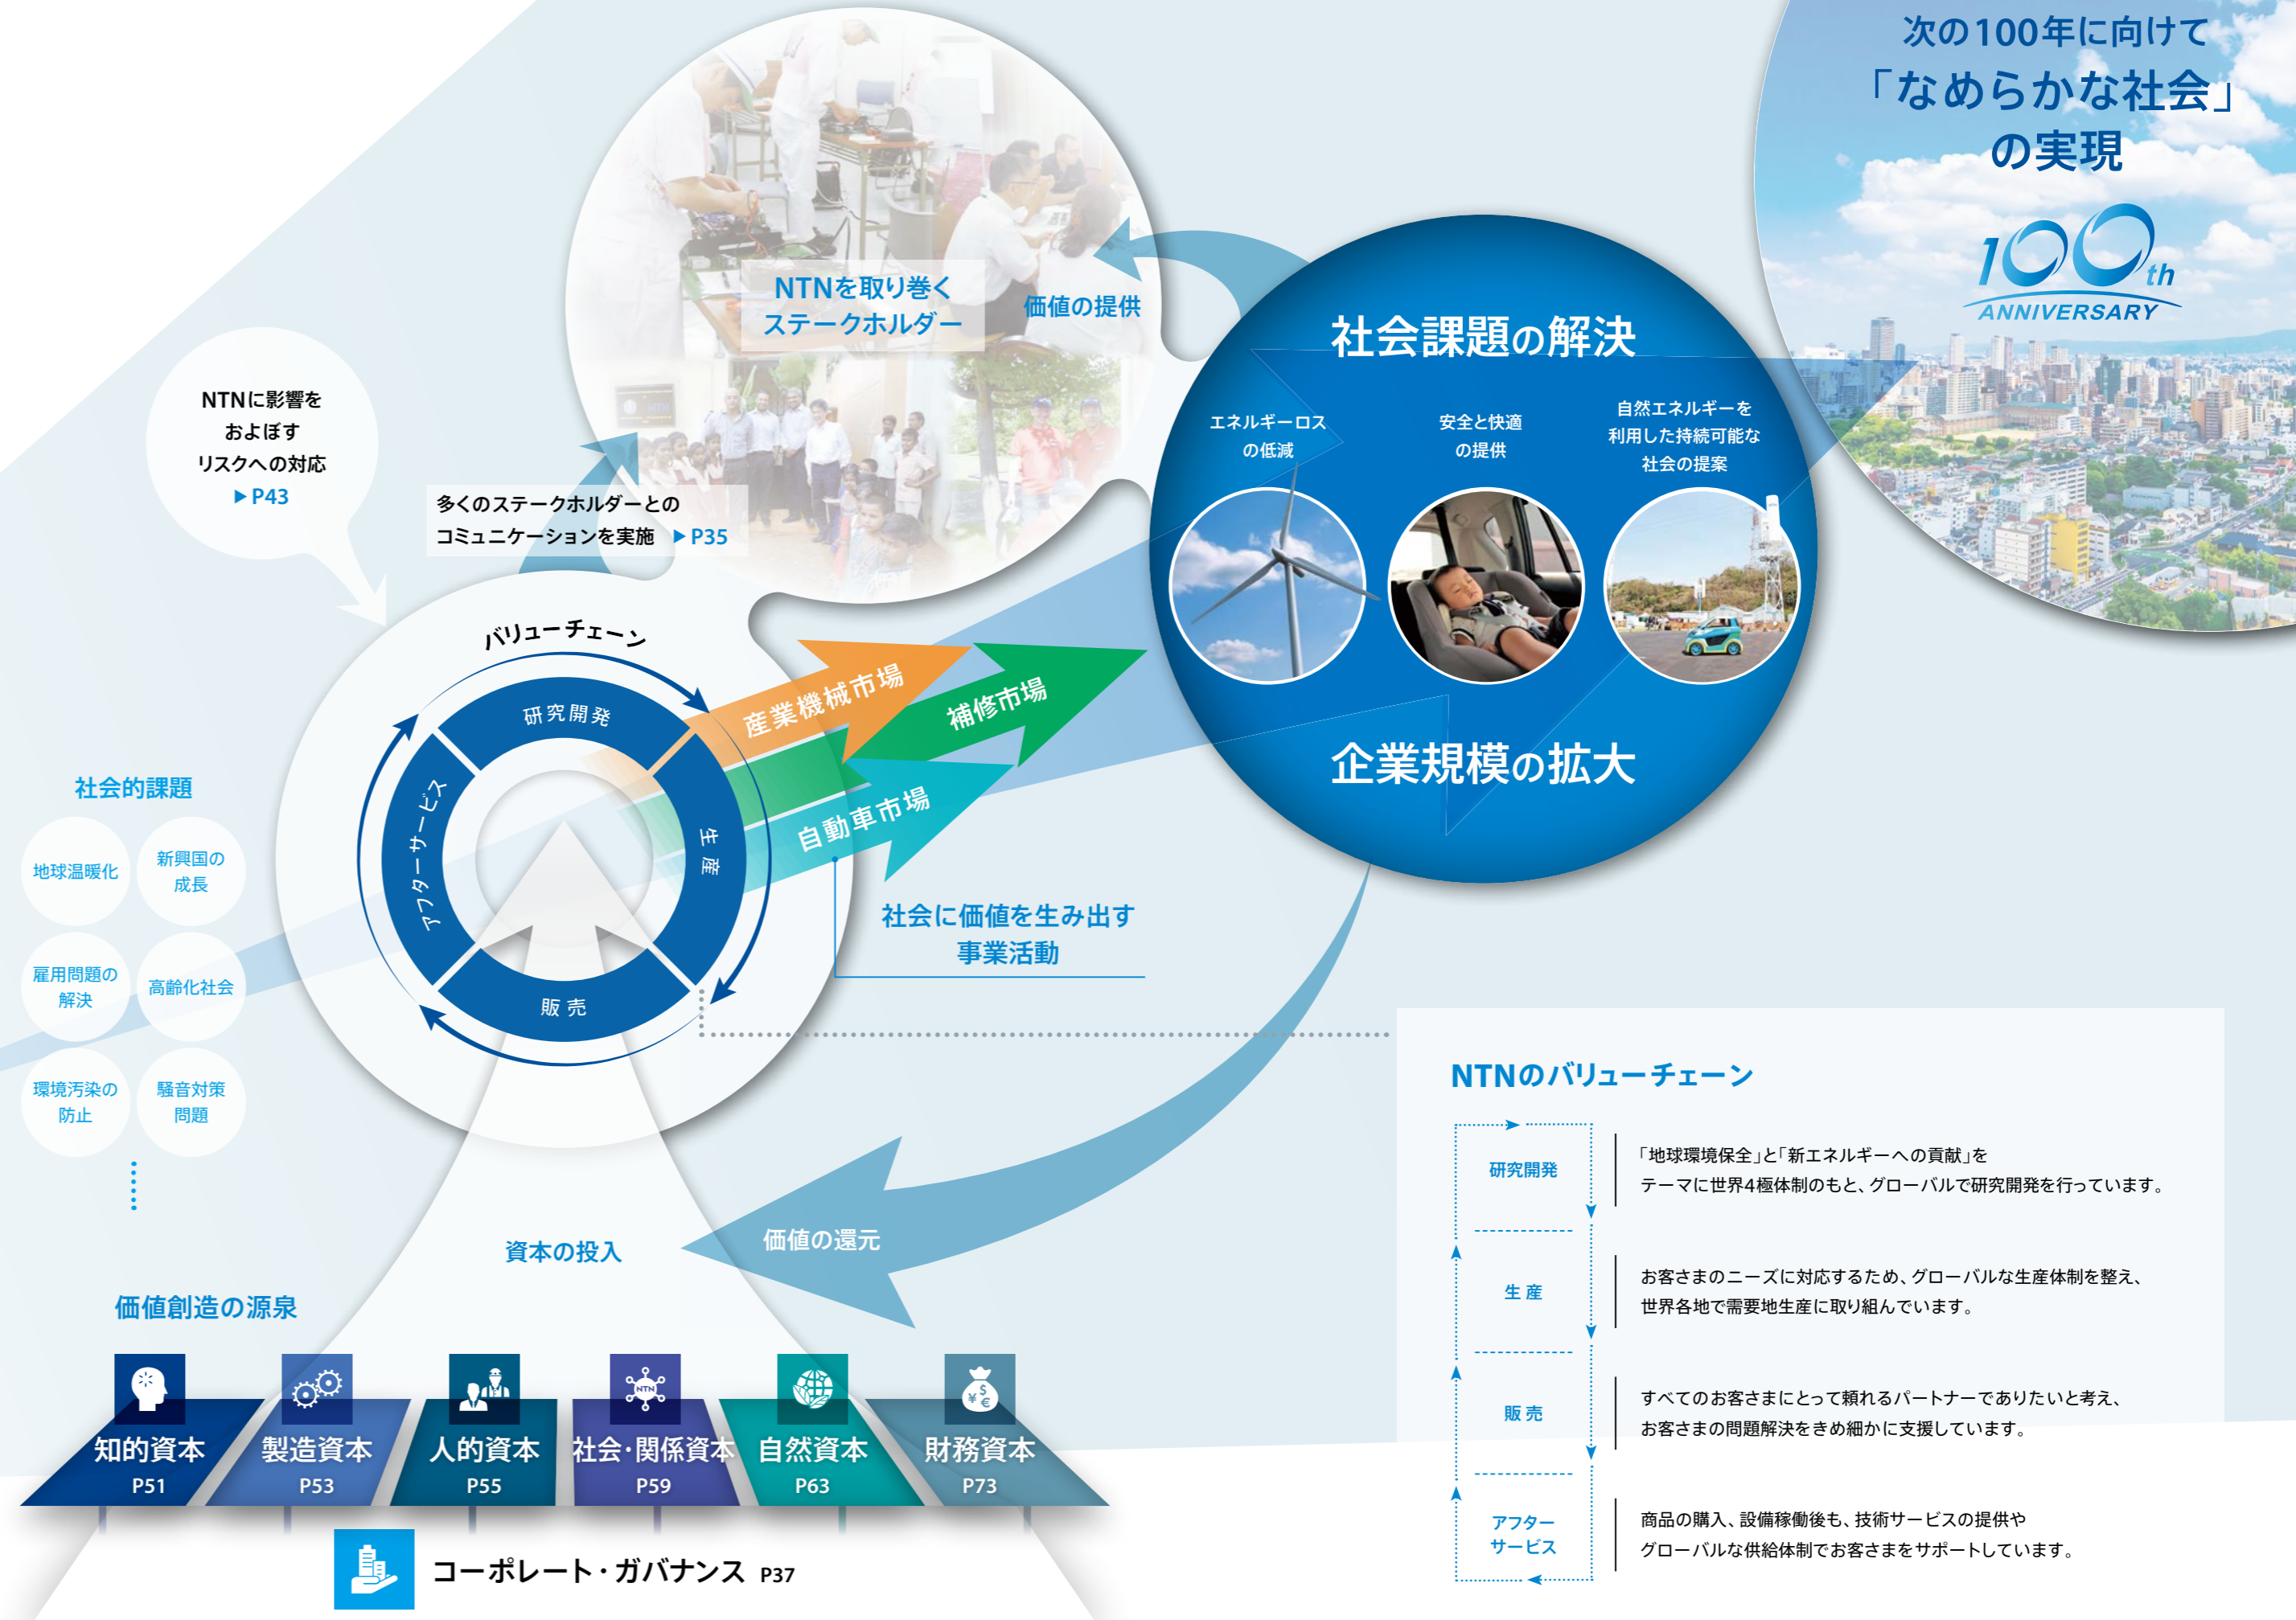 次の100年に向けて
「なめらかな社会」
の実現
100th
ANNIVERSARY
NTNを取り巻く
ステークホルダー
価値の提供
社会課題の解決
エネルギーロス
の低減
安全と快適
の提供
自然エネルギーを
利用した持続可能な
社会の提案
企業規模の拡大
NTNに影響を
およぼす
リスクへの対応
▶P43
多くのステークホルダーとの
コミュニケーションを実施 ▶P35
バリューチェーン
研究開発
生産
販売
アフターサービス
産業機械市場
補修市場
自動車市場
社会に価値を生み出す
事業活動
社会的課題
地球温暖化
新興国の
成長
雇用問題の
解決
高齢化社会
環境汚染の
防止
騒音対策
問題
資本の投入
価値の還元
価値創造の源泉
知的資本
P51
製造資本
P53
人的資本
P55
NTN
社会・関係資本
P59
自然資本
P63
財務資本
P73
コーポレート・ガバナンス P37
NTNのバリューチェーン
研究開発
「地球環境保全」と「新エネルギーへの貢献」を
テーマに世界4極体制のもと、グローバルで研究開発を行っています。
生産
お客さまのニーズに対応するため、グローバルな生産体制を整え、
世界各地で需要地生産に取り組んでいます。
販売
すべてのお客さまにとって頼れるパートナーでありたいと考え、
お客さまの問題解決をきめ細かに支援しています。
アフター
サービス
商品の購入、設備稼働後も、技術サービスの提供や
グローバルな供給体制でお客さまをサポートしています。